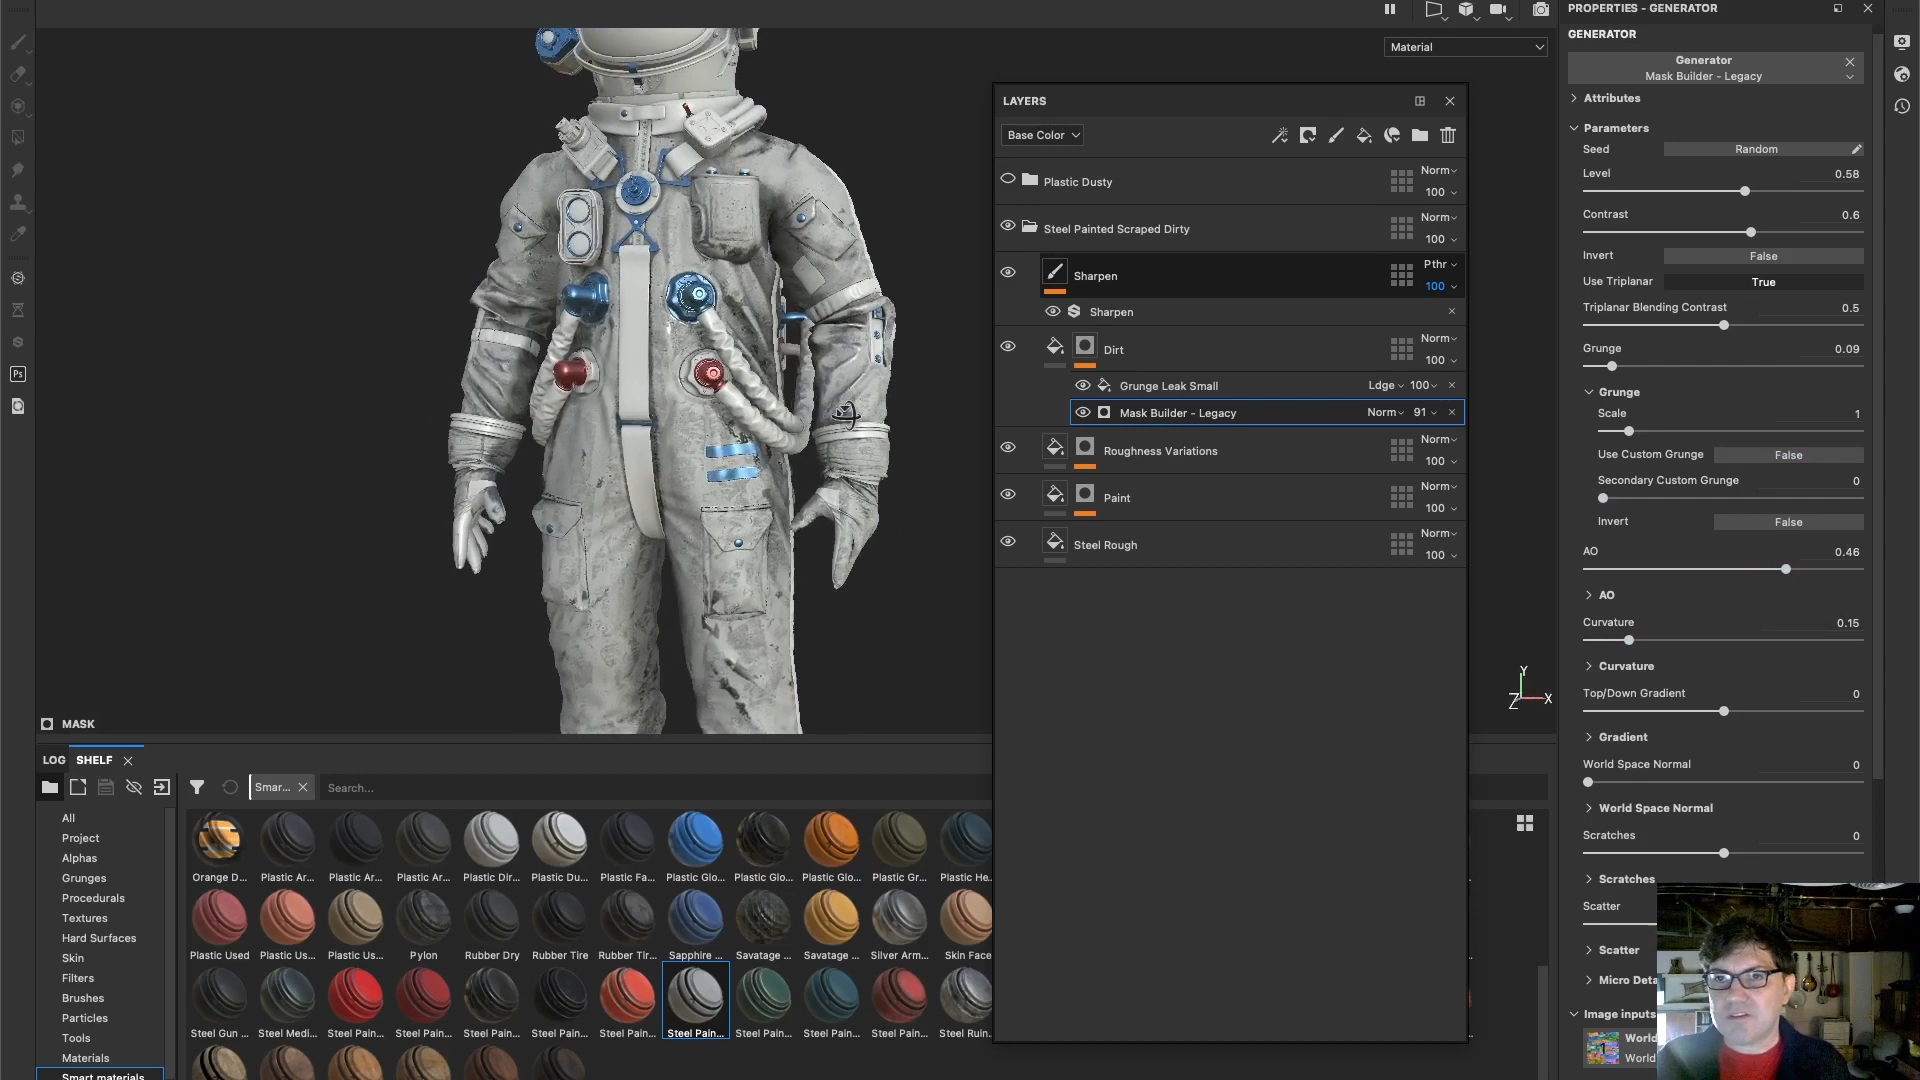 PROPERTIES - GENERATOR
GENERATOR
Generator
Mask Builder - Legacy
Attributes
Parameters
Seed Random
Level 0.58
Contrast 0.6
Invert False
Use Triplanar True
Triplanar Blending Contrast 0.5
Grunge 0.09
Grunge
Scale 1
Use Custom Grunge False
Secondary Custom Grunge 0
Invert False
AO 0.46
AO
Curvature 0.15
Curvature
Top/Down Gradient 0
Gradient
World Space Normal 0
World Space Normal
Scratches 0
Scratches
Scatter
Scatter
Micro Deta
Image inputs
World
World
Material
LAYERS
Base Color
Plastic Dusty Norm 100
Steel Painted Scraped Dirty Norm 100
Sharpen Pthr 100
Sharpen
Dirt Norm 100
Grunge Leak Small Ldge 100
Mask Builder - Legacy Norm 91
Roughness Variations Norm 100
Paint Norm 100
Steel Rough Norm 100
Y
Z X
Ps
MASK
LOG SHELF
Smar... Search...
All
Project
Alphas
Grunges
Procedurals
Textures
Hard Surfaces
Skin
Filters
Brushes
Particles
Tools
Materials
Smart materials
Orange D... Plastic Ar... Plastic Ar... Plastic Ar... Plastic Dir... Plastic Du... Plastic Fa... Plastic Glo... Plastic Glo... Plastic Glo... Plastic Gr... Plastic He...
Plastic Used Plastic Us... Plastic Us... Pylon Rubber Dry Rubber Tire Rubber Tir... Sapphire ... Savatage ... Savatage ... Silver Arm... Skin Face
Steel Gun ... Steel Medi... Steel Pain... Steel Pain... Steel Pain... Steel Pain... Steel Pain... Steel Pain... Steel Pain... Steel Pain... Steel Pain... Steel Ruin...